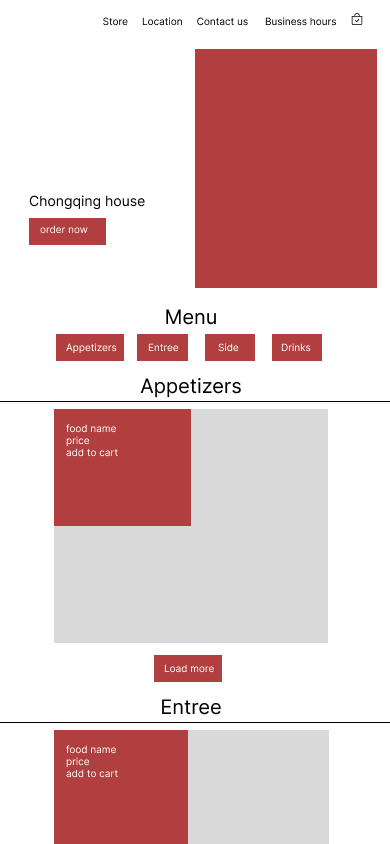 Store Location Contact us Business hours
Chongqing house
order now
Menu
Appetizers Entree Side Drinks
Appetizers
food name
price
add to cart
Load more
Entree
food name
price
add to cart